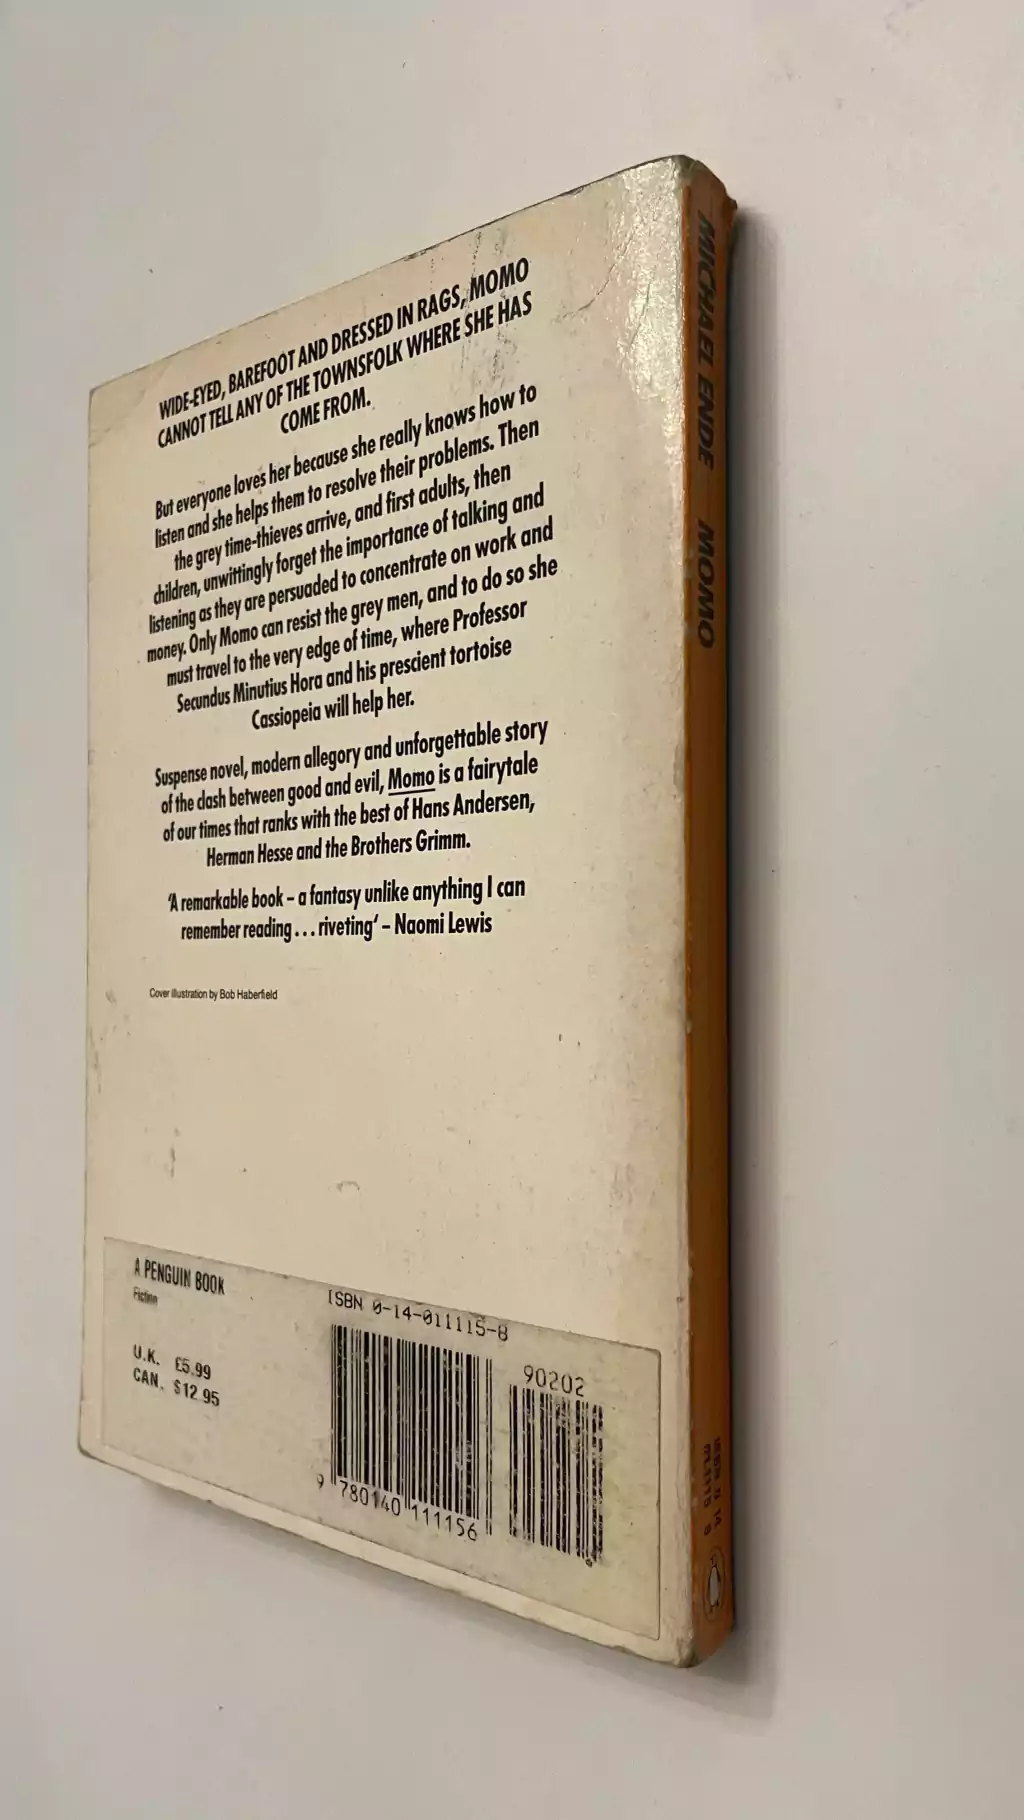 WIDE-EYED, BAREFOOT AND DRESSED IN RAGS, MOMO
CANNOT TELL ANY OF THE TOWNSFOLK WHERE SHE HAS
COME FROM.
But everyone loves her because she really knows how to
listen and she helps them to resolve their problems. Then
the grey time-thieves arrive, and first adults, then
children, unwittingly forget the importance of talking and
listening as they are persuaded to concentrate on work and
money. Only Momo can resist the grey men, and to do so she
must travel to the very edge of time, where Professor
Secundus Minutius Hora and his prescient tortoise
Cassiopeia will help her.
Suspense novel, modern allegory and unforgettable story
of the clash between good and evil, Momo is a fairytale
of our times that ranks with the best of Hans Andersen,
Herman Hesse and the Brothers Grimm.
'A remarkable book – a fantasy unlike anything I can
remember reading . . . riveting' – Naomi Lewis
Cover illustration by Bob Haberfield
A PENGUIN BOOK
Fiction
U.K. £5.99
CAN. $12.95
ISBN 0-14-011115-8
90202
9 780140 111156
MICHAEL ENDE MOMO
ISBN 0 14
01.1115 8